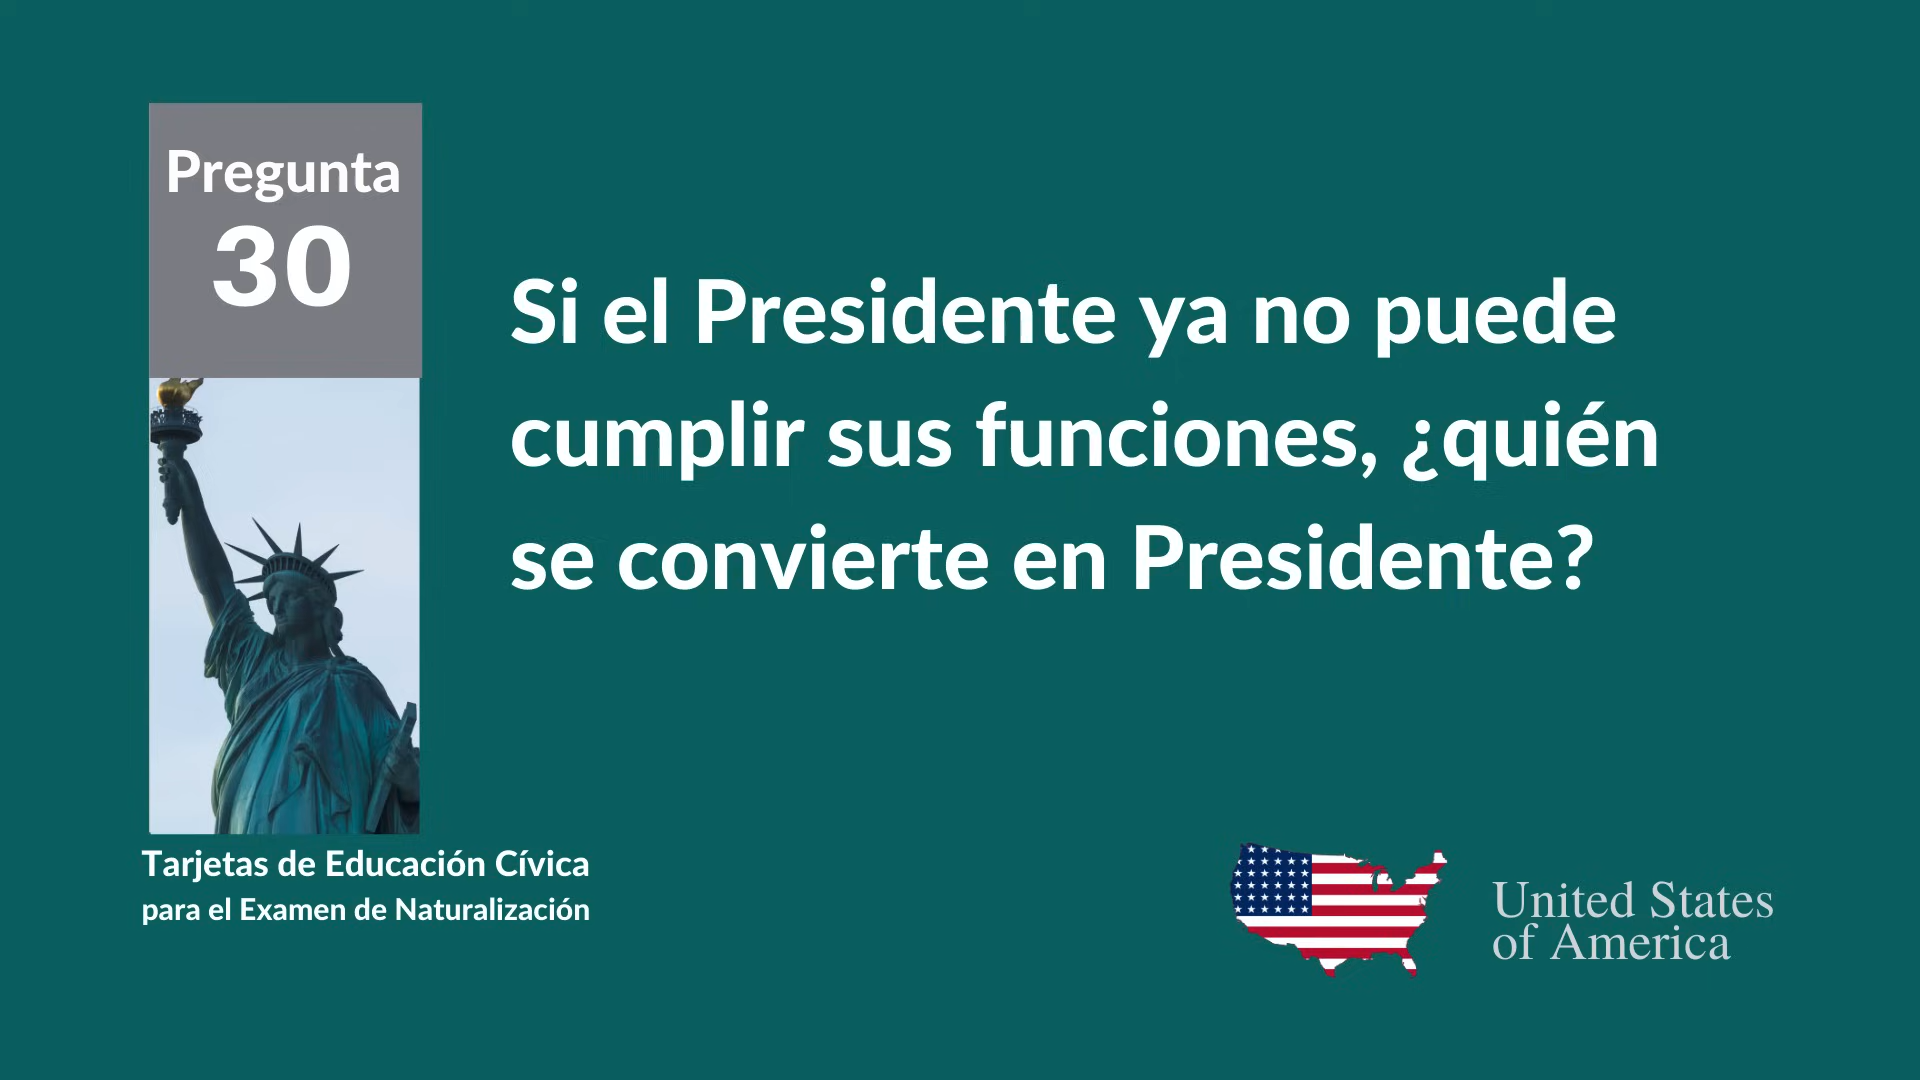 Pregunta
30
Si el Presidente ya no puede
cumplir sus funciones, ¿quién
se convierte en Presidente?
Tarjetas de Educación Cívica
para el Examen de Naturalización
United States
of America